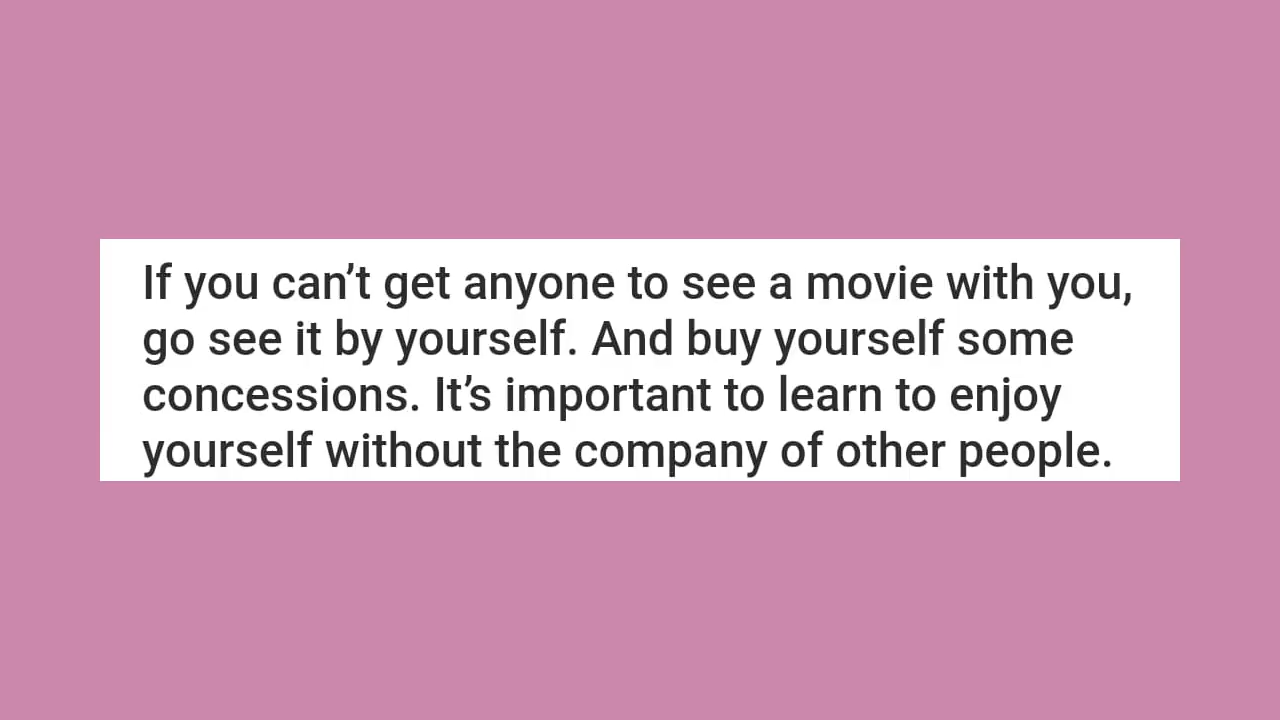 If you can’t get anyone to see a movie with you,
go see it by yourself. And buy yourself some
concessions. It’s important to learn to enjoy
yourself without the company of other people.